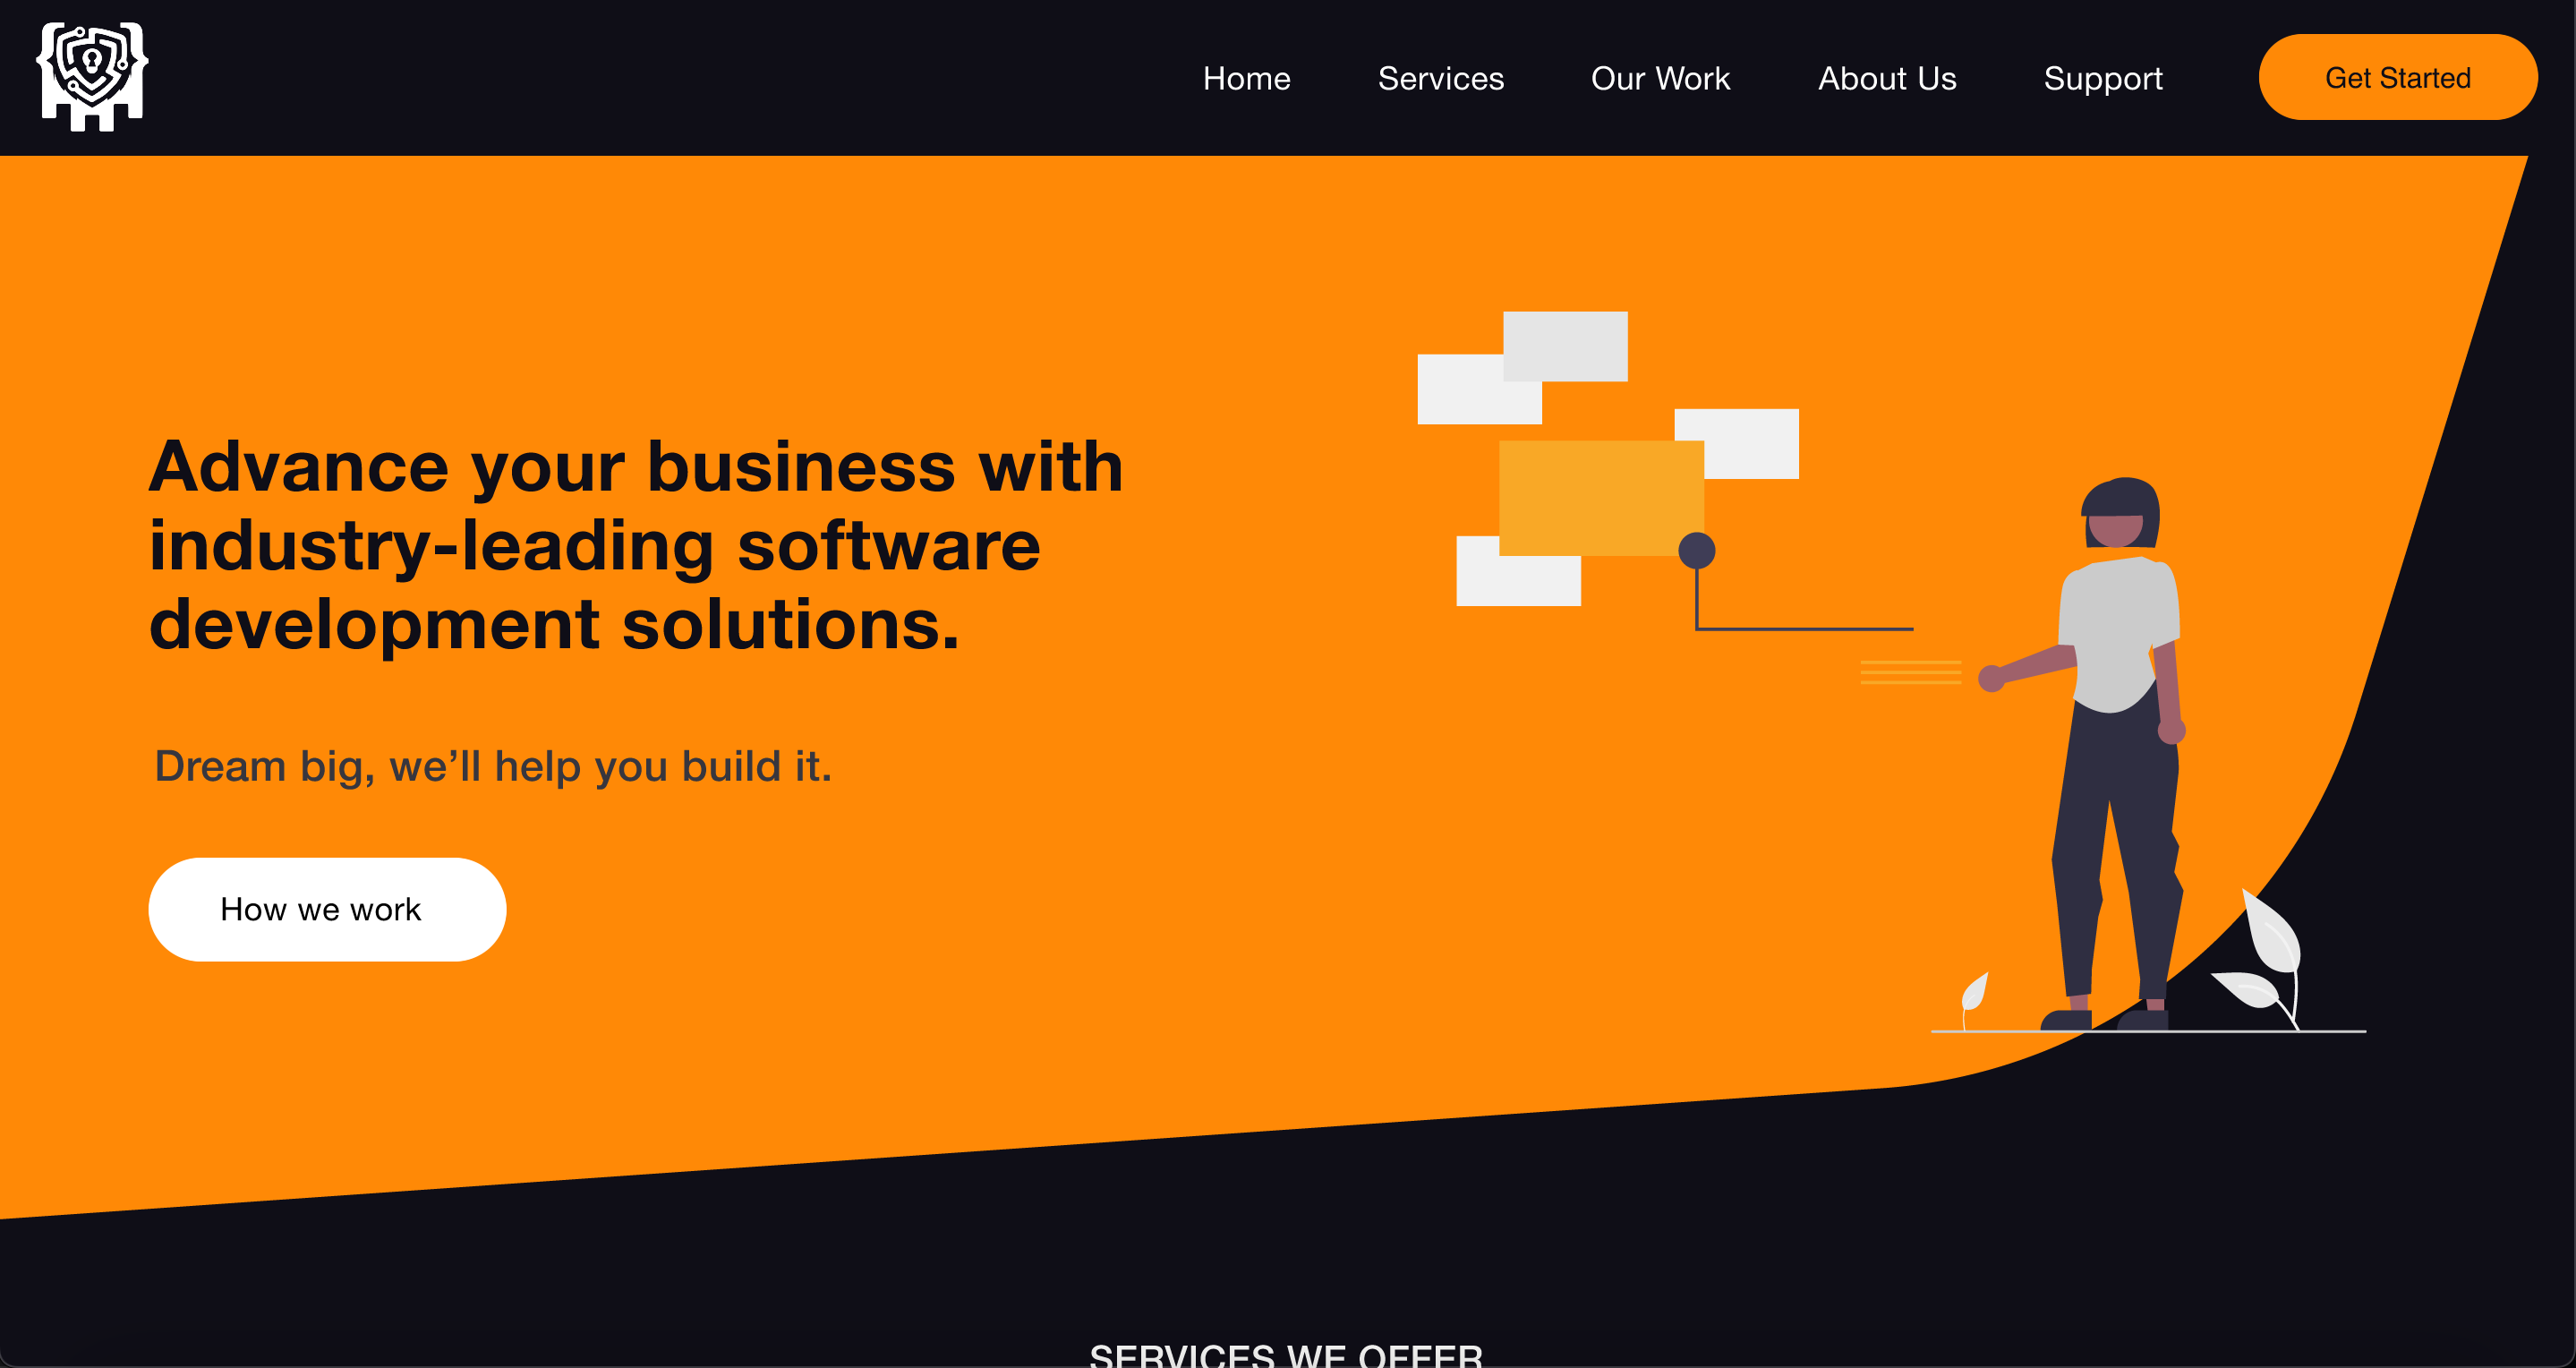 Home Services Our Work About Us Support Get Started
Advance your business with
industry-leading software
development solutions.
Dream big, we’ll help you build it.
How we work
SERVICES WE OFFER